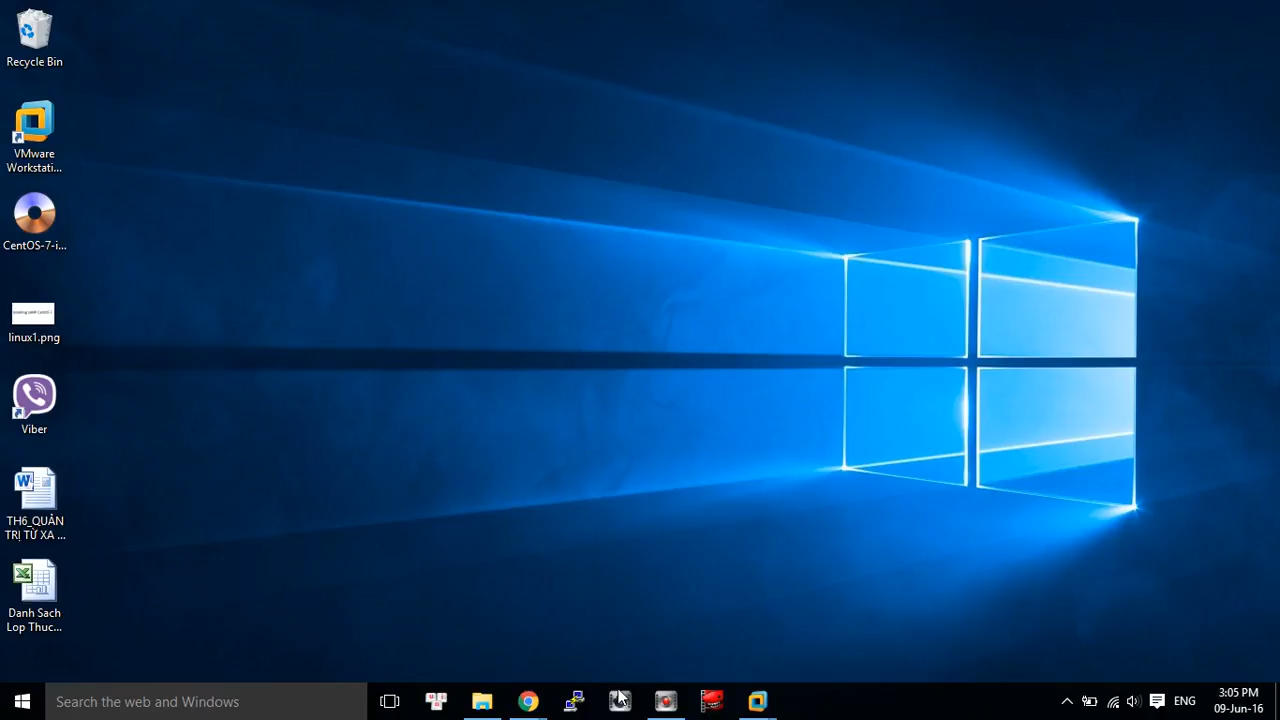 Recycle Bin
VMware
Workstati...
CentOS-7-i...
linux1.png
Viber
TH6_QUẢN
TRỊ TỪ XA ...
Danh Sach
Lop Thuc...
Search the web and Windows
ENG
3:05 PM
09-Jun-16